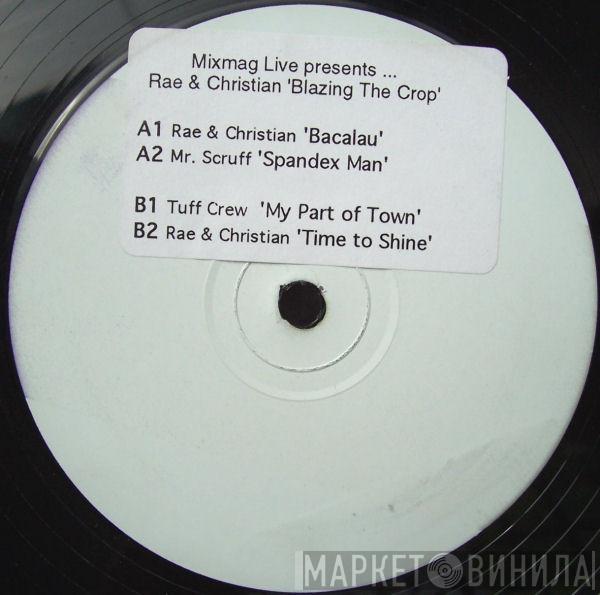 Mixmag Live presents ...
Rae & Christian 'Blazing The Crop'
A1 Rae & Christian 'Bacalau'
A2 Mr. Scruff 'Spandex Man'
B1 Tuff Crew 'My Part of Town'
B2 Rae & Christian 'Time to Shine'
МАРКЕТ ВИНИЛА